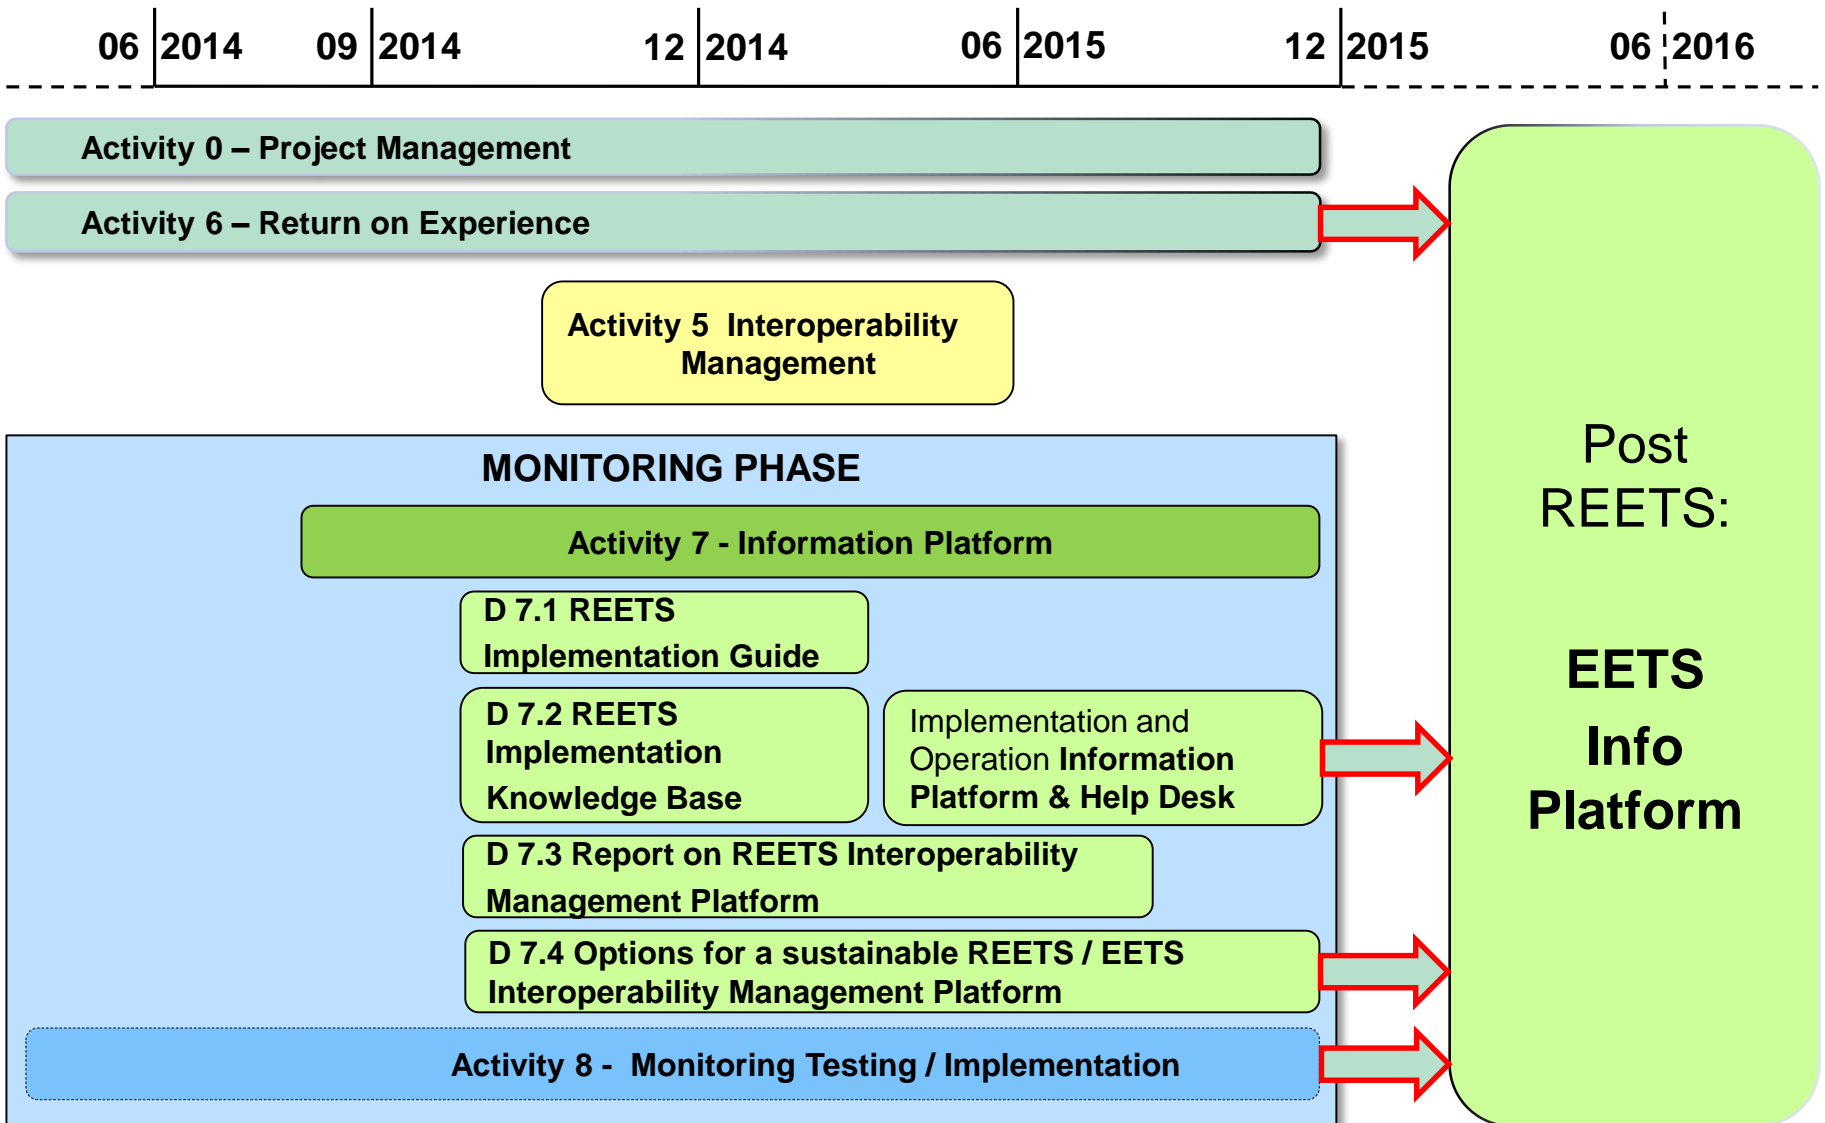 06 2014 09 2014 12 2014 06 2015 12 2015 06 2016
Activity 0 – Project Management
Activity 6 – Return on Experience
Activity 5 Interoperability
Management
MONITORING PHASE
Activity 7 - Information Platform
D 7.1 REETS
Implementation Guide
D 7.2 REETS
Implementation
Knowledge Base
Implementation and
Operation Information
Platform & Help Desk
D 7.3 Report on REETS Interoperability
Management Platform
D 7.4 Options for a sustainable REETS / EETS
Interoperability Management Platform
Activity 8 - Monitoring Testing / Implementation
Post
REETS:
EETS
Info
Platform